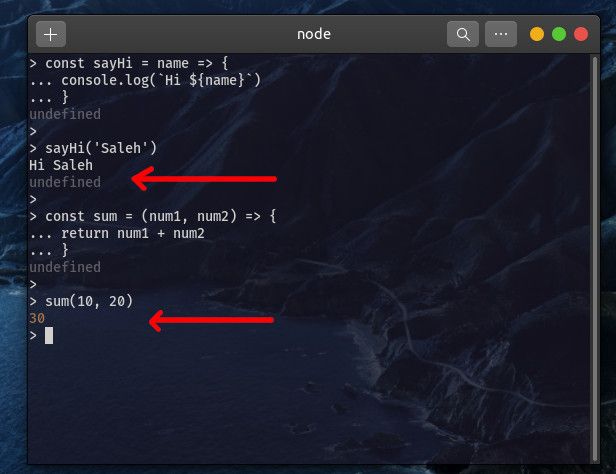 node
> const sayHi = name => {
... console.log(`Hi ${name}`)
... }
undefined
>
> sayHi('Saleh')
Hi Saleh
undefined
>
> const sum = (num1, num2) => {
... return num1 + num2
... }
undefined
>
> sum(10, 20)
30
>